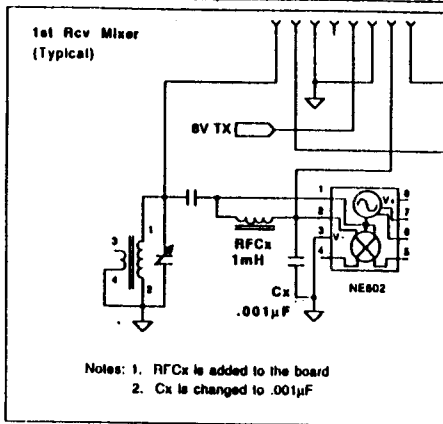 1st Rcv Mixer
(Typical)
8V TX
1
3
4
2
RFCx
1mH
Cx
.001µF
1
2
3
4
V+
V-
8
7
6
5
NE602
Notes: 1. RFCx is added to the board
2. Cx is changed to .001µF